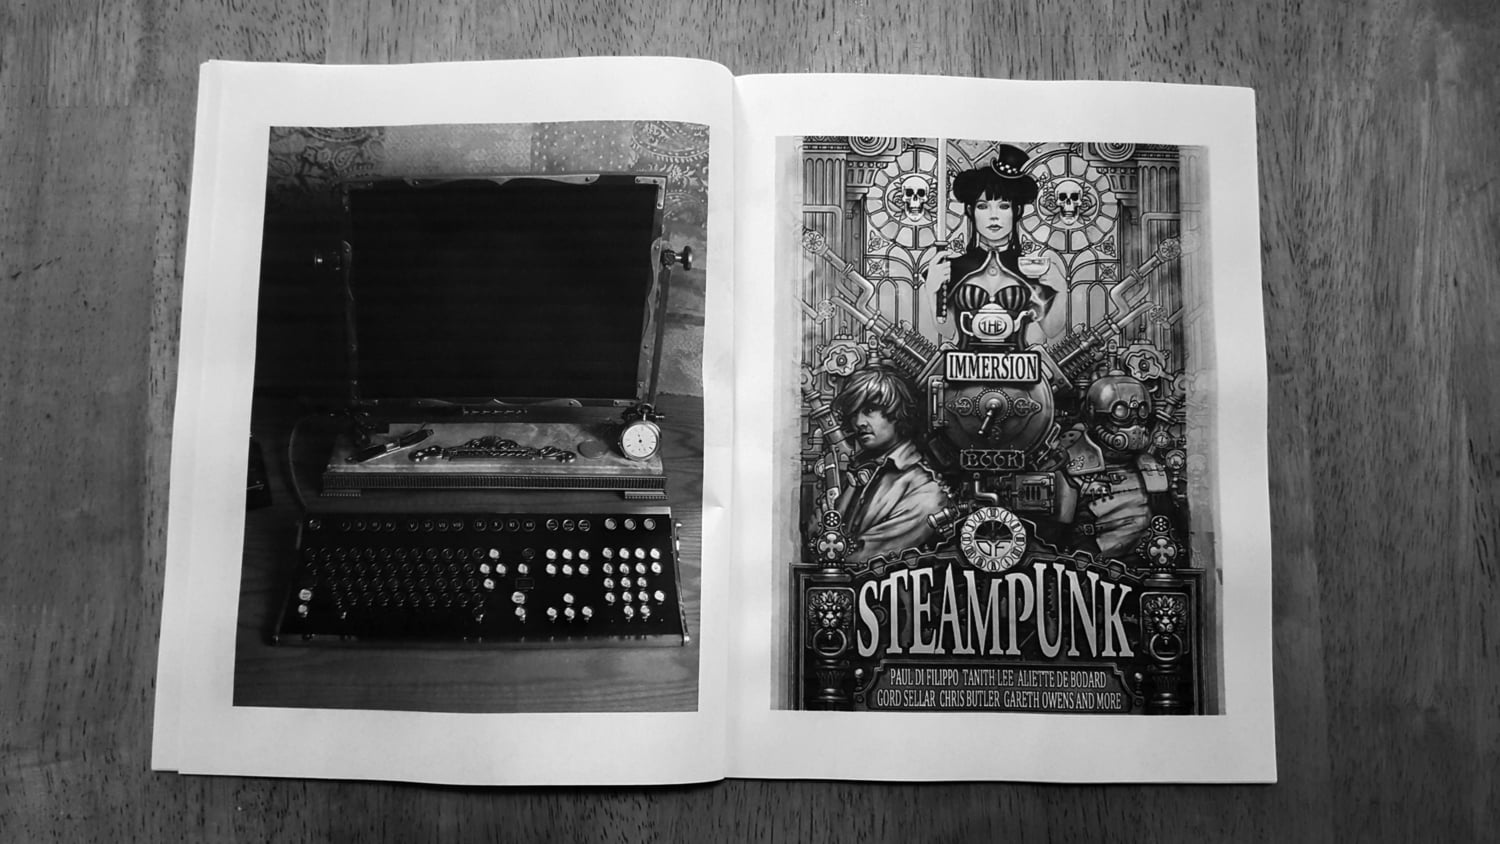 THE
IMMERSION
BOOK
OF
STEAMPUNK
PAUL DI FILIPPO TANITH LEE ALIETTE DE BODARD
GORD SELLAR CHRIS BUTLER GARETH OWENS AND MORE